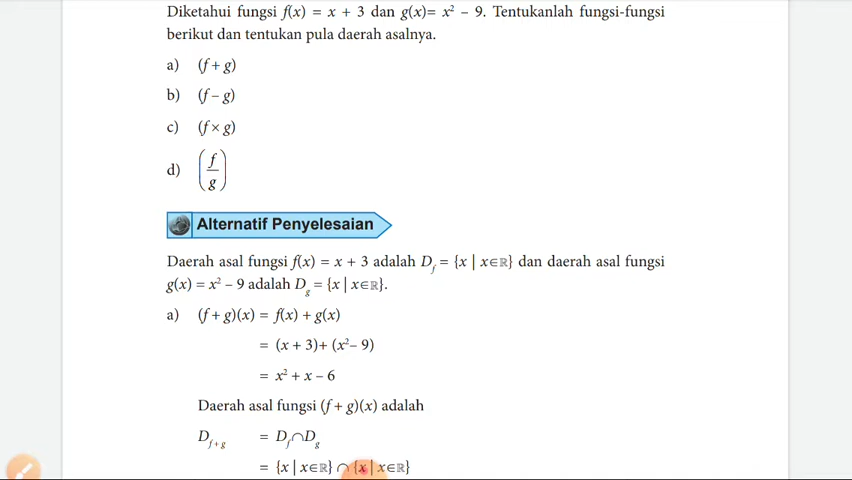 Diketahui fungsi f(x) = x + 3 dan g(x)= x² – 9. Tentukanlah fungsi-fungsi
berikut dan tentukan pula daerah asalnya.
a) (f + g)
b) (f – g)
c) (f × g)
d) (f/g)
Alternatif Penyelesaian
Daerah asal fungsi f(x) = x + 3 adalah D_f = {x | x∈ℝ} dan daerah asal fungsi
g(x) = x² – 9 adalah D_g = {x | x∈ℝ}.
a) (f + g)(x) = f(x) + g(x)
= (x + 3)+ (x²– 9)
= x² + x – 6
Daerah asal fungsi (f + g)(x) adalah
D_f+g = D_f∩D_g
= {x | x∈ℝ} ∩ {x | x∈ℝ}